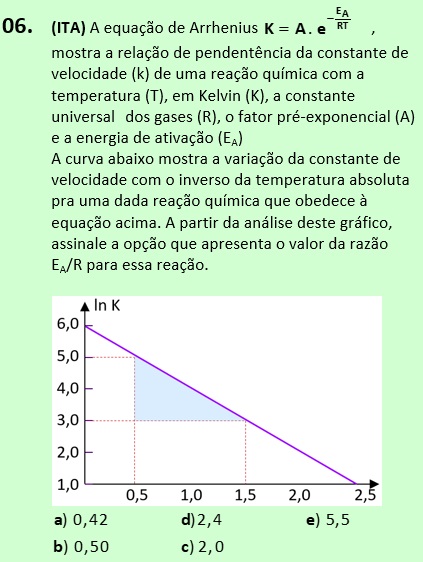 06. (ITA) A equação de Arrhenius K = A . e^(-E_A/RT) ,
mostra a relação de pendentência da constante de
velocidade (k) de uma reação química com a
temperatura (T), em Kelvin (K), a constante
universal dos gases (R), o fator pré-exponencial (A)
e a energia de ativação (E_A)
A curva abaixo mostra a variação da constante de
velocidade com o inverso da temperatura absoluta
pra uma dada reação química que obedece à
equação acima. A partir da análise deste gráfico,
assinale a opção que apresenta o valor da razão
E_A/R para essa reação.
ln K
6,0
5,0
4,0
3,0
2,0
1,0
0,5 1,0 1,5 2,0 2,5
a) 0,42 d)2,4 e) 5,5
b) 0,50 c) 2,0